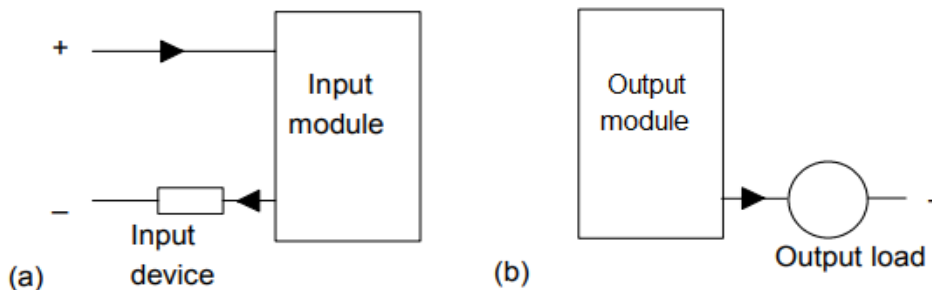 +
Input
module
–
Input
device
(a)
Output
module
Output load
(b)